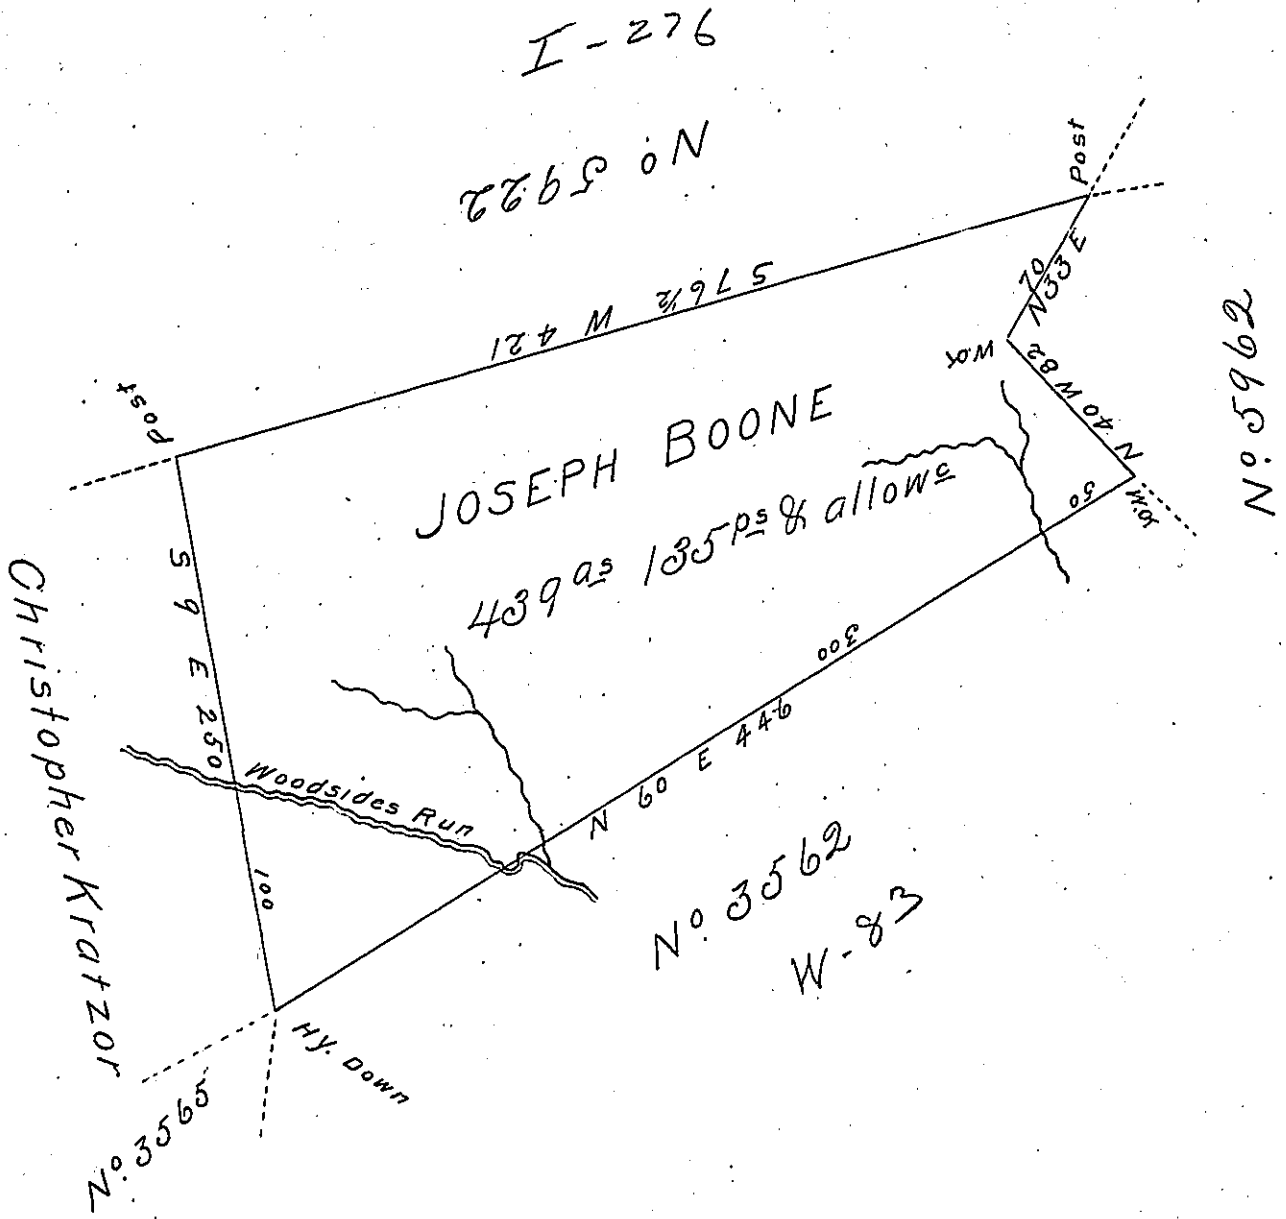 I-276
No 5922
Post
S 76½ W 421
70
N 33 E
Post
W.O.
N 40 W 82
JOSEPH BOONE
439 as 135 ps & allowc
No. 5962
W.O.
50
S 9 E 250
300
N 60 E 446
Woodsides Run
100
Christopher Kratzor
No. 3562
W-83
Hy. Down
No. 3565